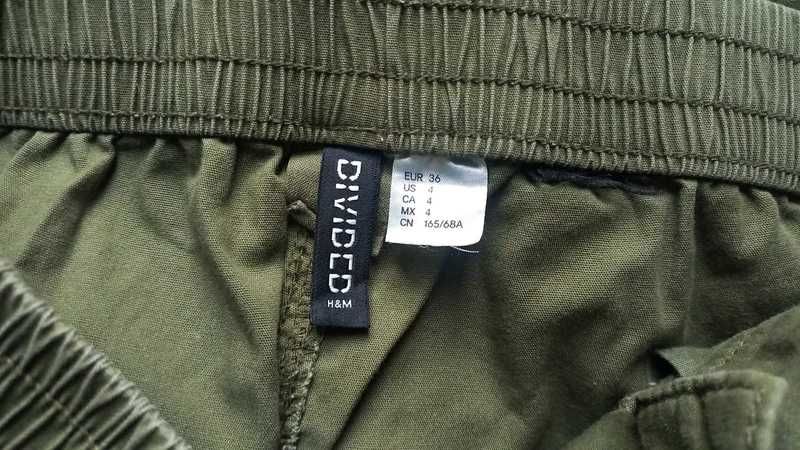 DIVIDED
H&M
EUR 36
US 4
CA 4
MX 4
CN 165/68A